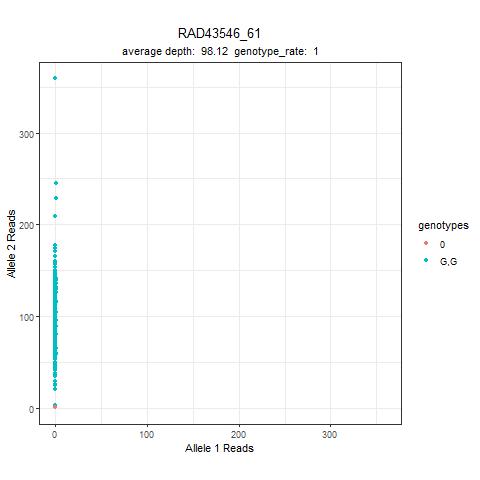 RAD43546_61
average depth: 98.12 genotype_rate: 1
300
200
100
0
Allele 2 Reads
0 100 200 300
Allele 1 Reads
genotypes
0
G,G